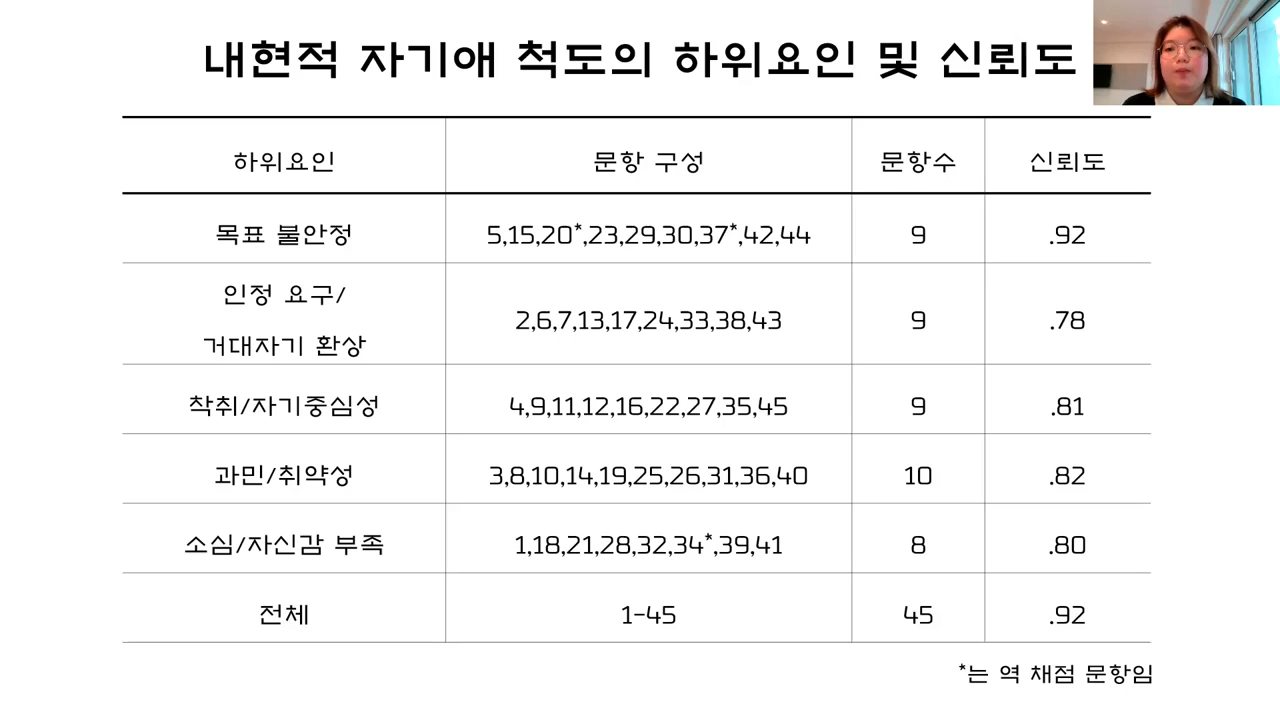 내현적 자기애 척도의 하위요인 및 신뢰도
하위요인 문항 구성 문항수 신뢰도
목표 불안정 5,15,20*,23,29,30,37*,42,44 9 .92
인정 요구/
거대자기 환상 2,6,7,13,17,24,33,38,43 9 .78
착취/자기중심성 4,9,11,12,16,22,27,35,45 9 .81
과민/취약성 3,8,10,14,19,25,26,31,36,40 10 .82
소심/자신감 부족 1,18,21,28,32,34*,39,41 8 .80
전체 1-45 45 .92
*는 역 채점 문항임